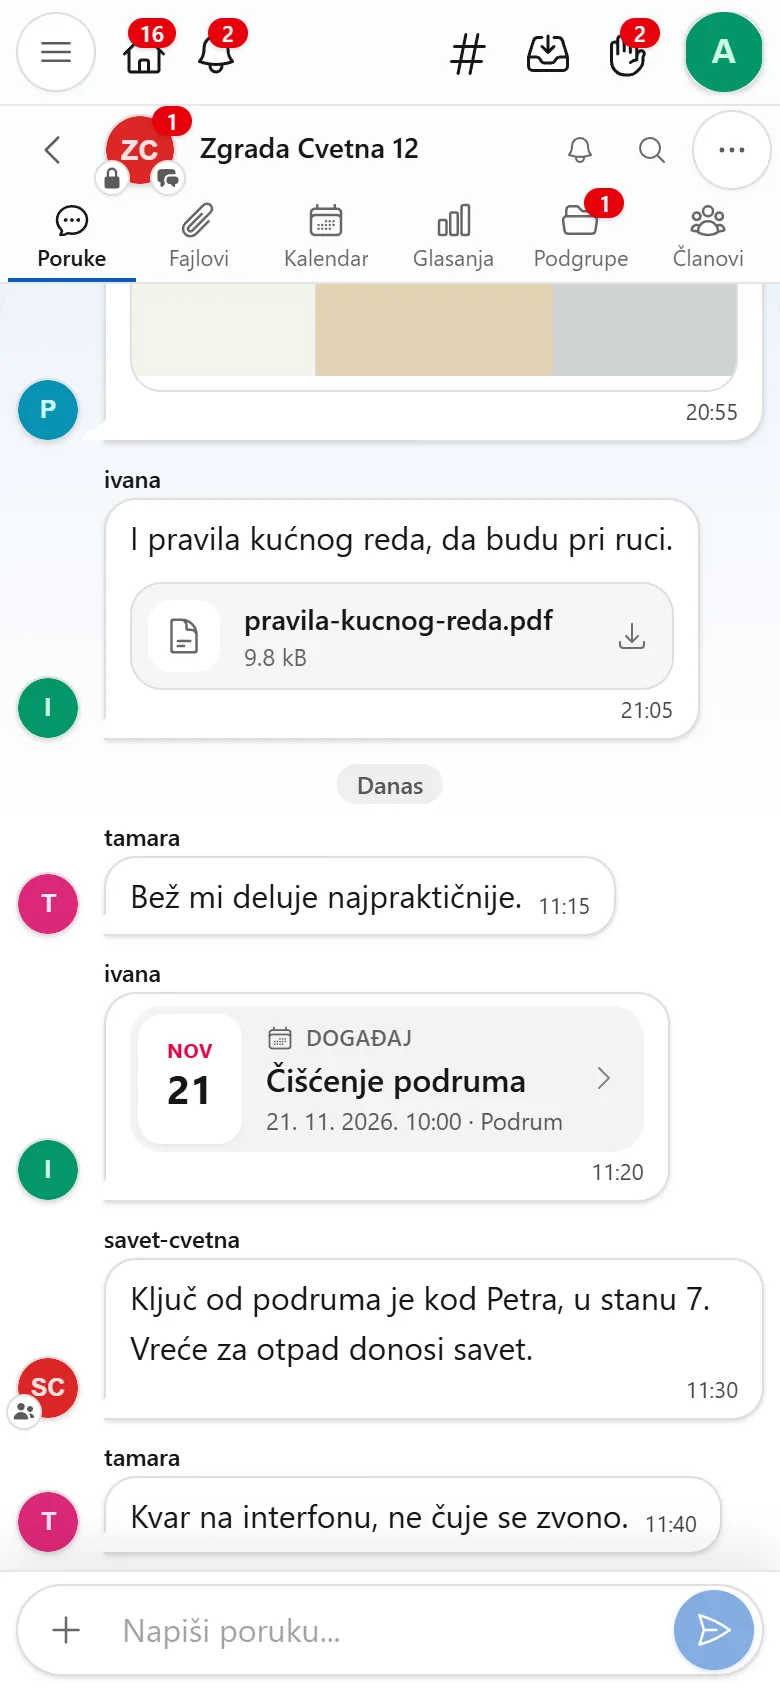 16
2
#
2
A
ZC
1
Zgrada Cvetna 12
Poruke
Fajlovi
Kalendar
Glasanja
1
Podgrupe
Članovi
20:55
P
ivana
I pravila kućnog reda, da budu pri ruci.
pravila-kucnog-reda.pdf
9.8 kB
21:05
I
Danas
tamara
Bež mi deluje najpraktičnije. 11:15
T
ivana
NOV
21
DOGAĐAJ
Čišćenje podruma
21. 11. 2026. 10:00 · Podrum
11:20
I
savet-cvetna
Ključ od podruma je kod Petra, u stanu 7.
Vreće za otpad donosi savet.
11:30
SC
tamara
Kvar na interfonu, ne čuje se zvono. 11:40
T
Napiši poruku...